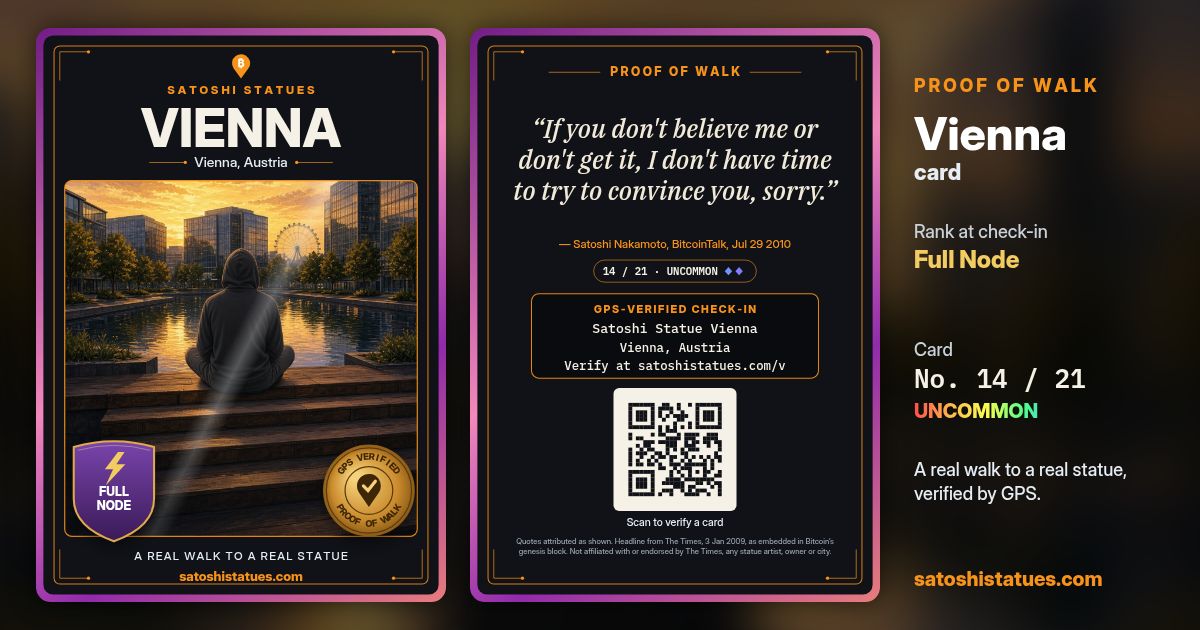 SATOSHI STATUES
VIENNA
Vienna, Austria
FULL
NODE
GPS VERIFIED
PROOF OF WALK
A REAL WALK TO A REAL STATUE
satoshistatues.com
PROOF OF WALK
“If you don't believe me or
don't get it, I don't have time
to try to convince you, sorry.”
— Satoshi Nakamoto, BitcoinTalk, Jul 29 2010
14 / 21 · UNCOMMON
GPS-VERIFIED CHECK-IN
Satoshi Statue Vienna
Vienna, Austria
Verify at satoshistatues.com/v
Scan to verify a card
Quotes attributed as shown. Headline from The Times, 3 Jan 2009, as embedded in Bitcoin's
genesis block. Not affiliated with or endorsed by The Times, any statue artist, owner or city.
PROOF OF WALK
Vienna
card
Rank at check-in
Full Node
Card
No. 14 / 21
UNCOMMON
A real walk to a real statue,
verified by GPS.
satoshistatues.com